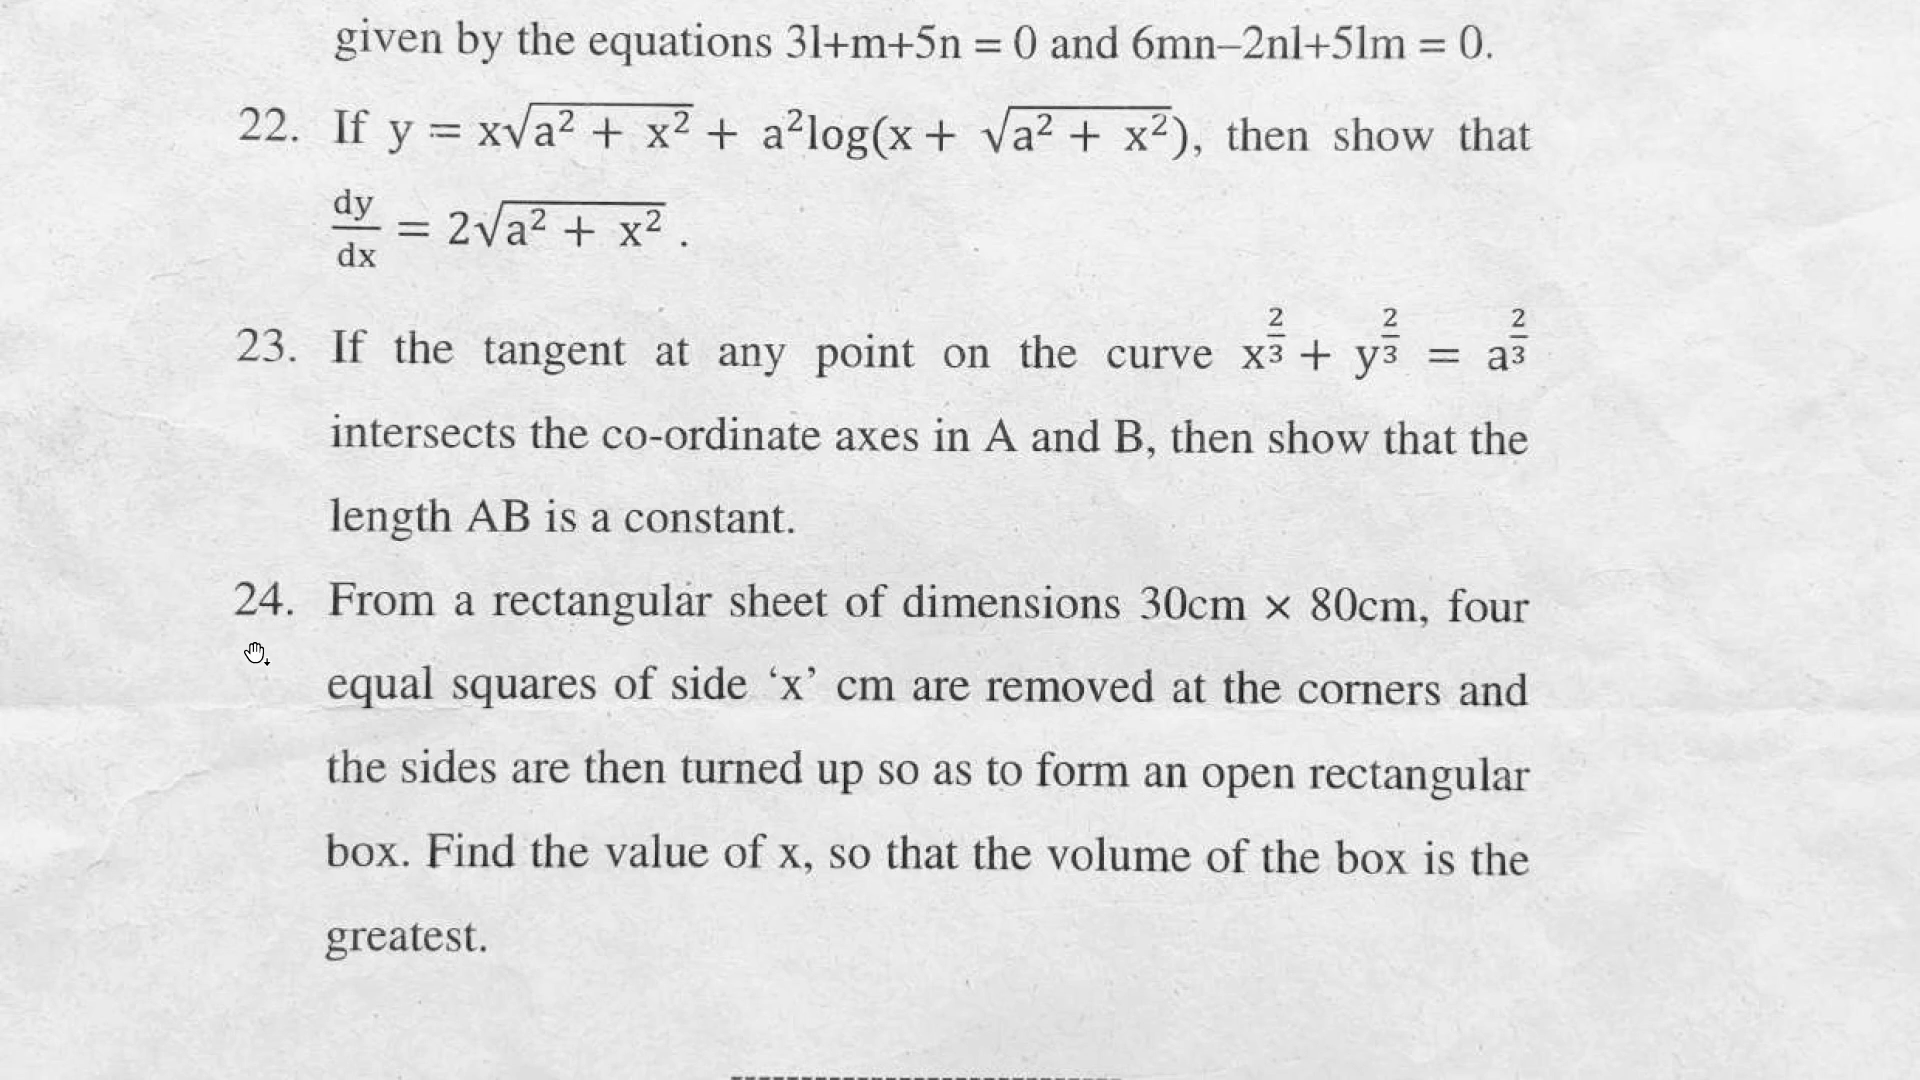 given by the equations 3l+m+5n = 0 and 6mn–2nl+5lm = 0.
22. If y = x√(a² + x²) + a²log(x + √(a² + x²)), then show that
dy/dx = 2√(a² + x²) .
23. If the tangent at any point on the curve x^(2/3) + y^(2/3) = a^(2/3)
intersects the co-ordinate axes in A and B, then show that the
length AB is a constant.
24. From a rectangular sheet of dimensions 30cm × 80cm, four
equal squares of side ‘x’ cm are removed at the corners and
the sides are then turned up so as to form an open rectangular
box. Find the value of x, so that the volume of the box is the
greatest.